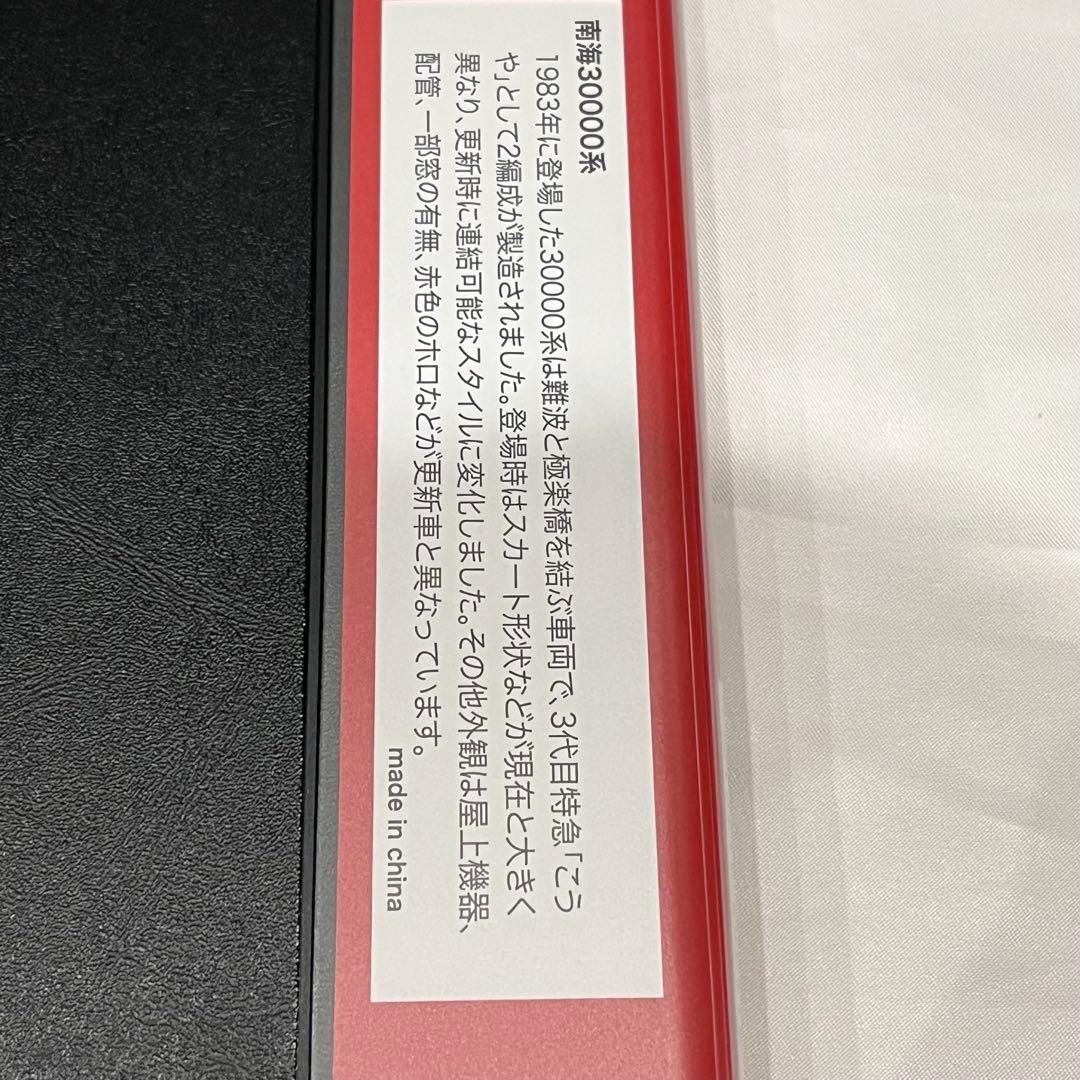 南海30000系
1983年に登場した30000系は難波と極楽橋を結ぶ車両で、3代目特急「こう
や」として2編成が製造されました。登場時はスカート形状などが現在と大きく
異なり、更新時に連結可能なスタイルに変化しました。その他外観は屋上機器、
配管、一部窓の有無、赤色のホロなどが更新車と異なっています。
made in china